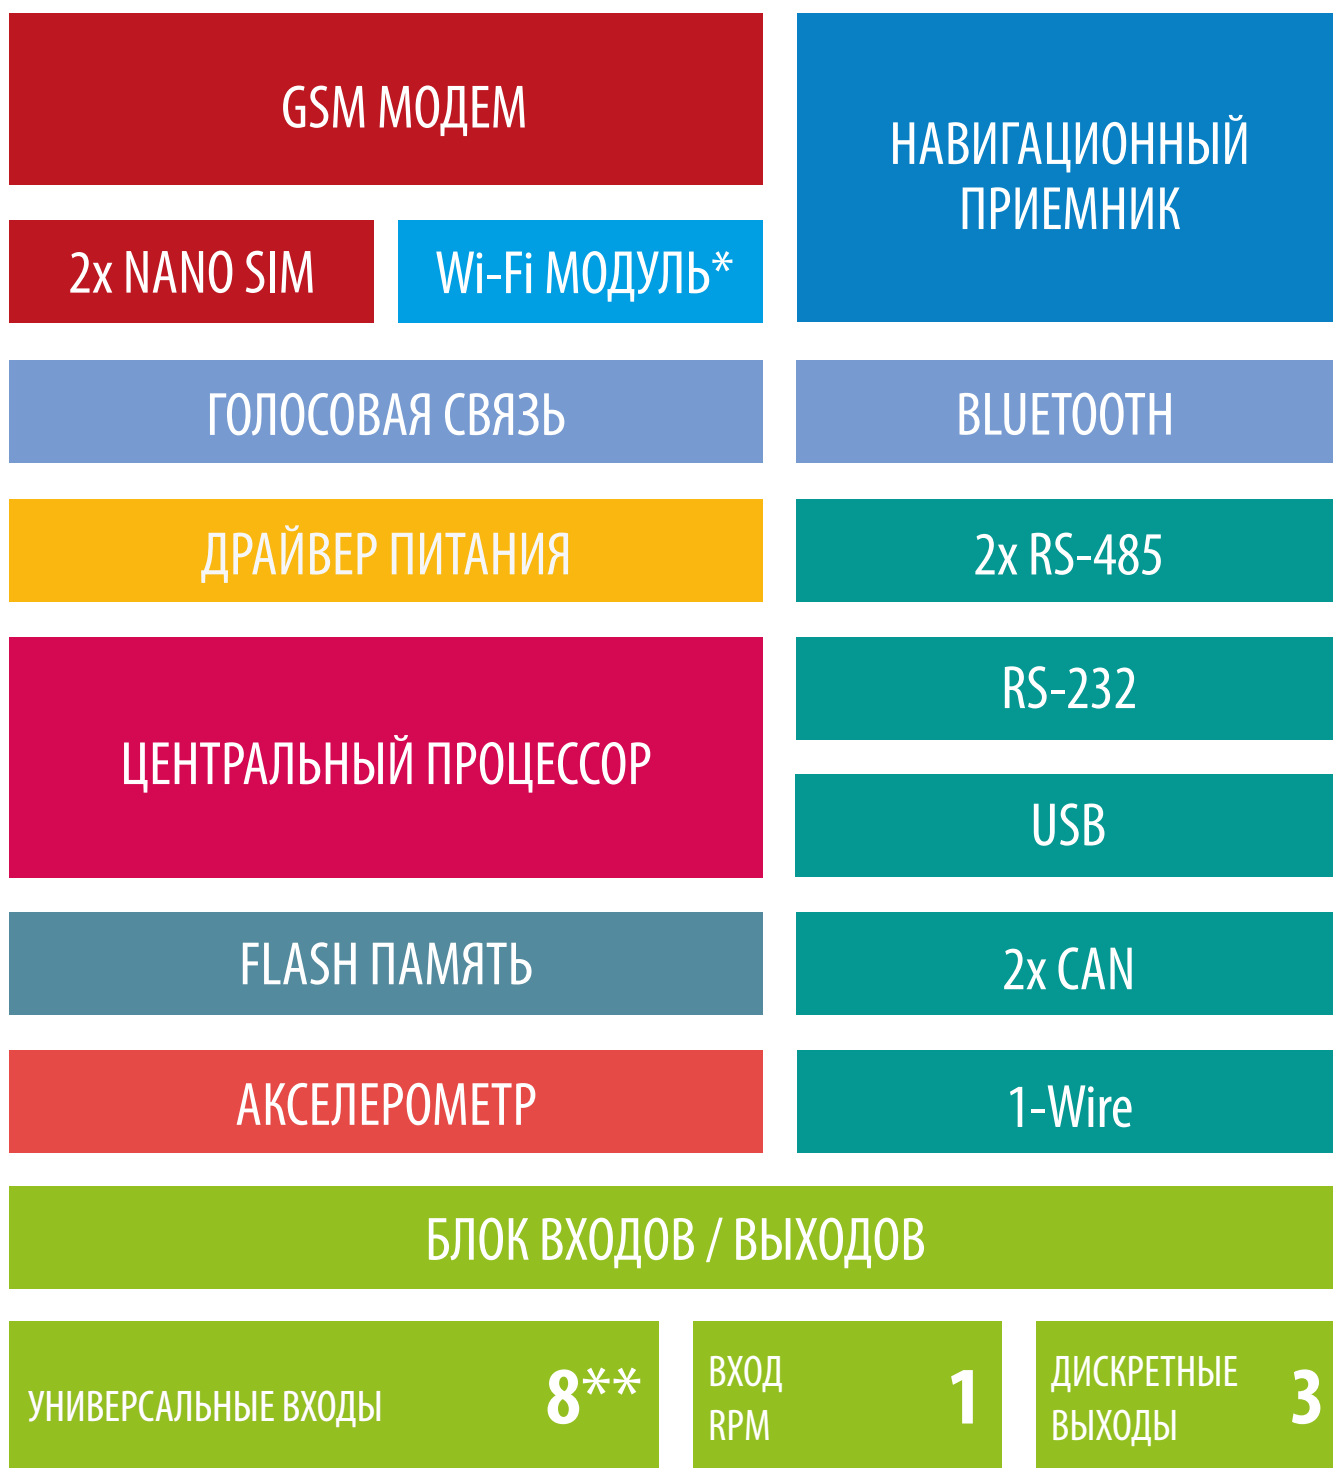 GSM МОДЕМ
НАВИГАЦИОННЫЙ
ПРИЕМНИК
2x NANO SIM
Wi-Fi МОДУЛЬ*
ГОЛОСОВАЯ СВЯЗЬ
BLUETOOTH
ДРАЙВЕР ПИТАНИЯ
2x RS-485
ЦЕНТРАЛЬНЫЙ ПРОЦЕССОР
RS-232
USB
FLASH ПАМЯТЬ
2x CAN
АКСЕЛЕРОМЕТР
1-Wire
БЛОК ВХОДОВ / ВЫХОДОВ
УНИВЕРСАЛЬНЫЕ ВХОДЫ 8**
ВХОД
RPM
1
ДИСКРЕТНЫЕ
ВЫХОДЫ
3